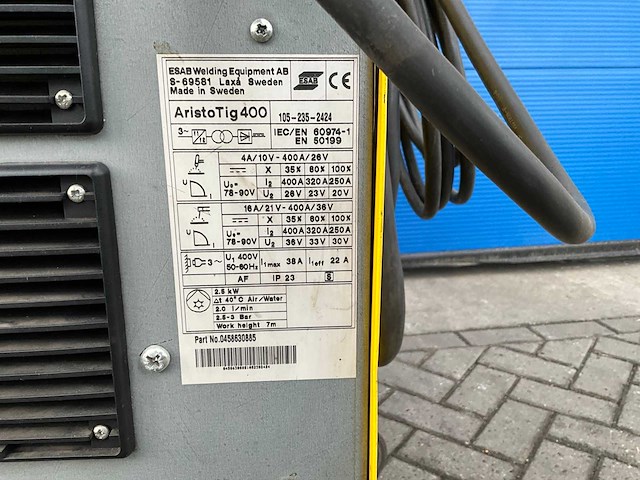 ESAB Welding Equipment AB
S-69581 Laxå Sweden
Made in Sweden
ESAB
CE
AristoTig 400
105-235-2424
3~
IEC/EN 60974-1
EN 50199
4A/10V-400A/26V
X 35% 60% 100%
U₀= 78-90V
I₂ 400A 320A 250A
U₂ 26V 23V 20V
16A/21V-400A/36V
X 35% 60% 100%
U₀= 78-90V
I₂ 400A 320A 250A
U₂ 36V 33V 30V
3~ U₁ 400V 50-60Hz
I₁max 38A I₁eff 22 A
AF IP 23 S
2.5 kW
Δt 40°C Air/Water
2.0 l/min
2.5-3 Bar
Work height 7m
Part No.0458630885